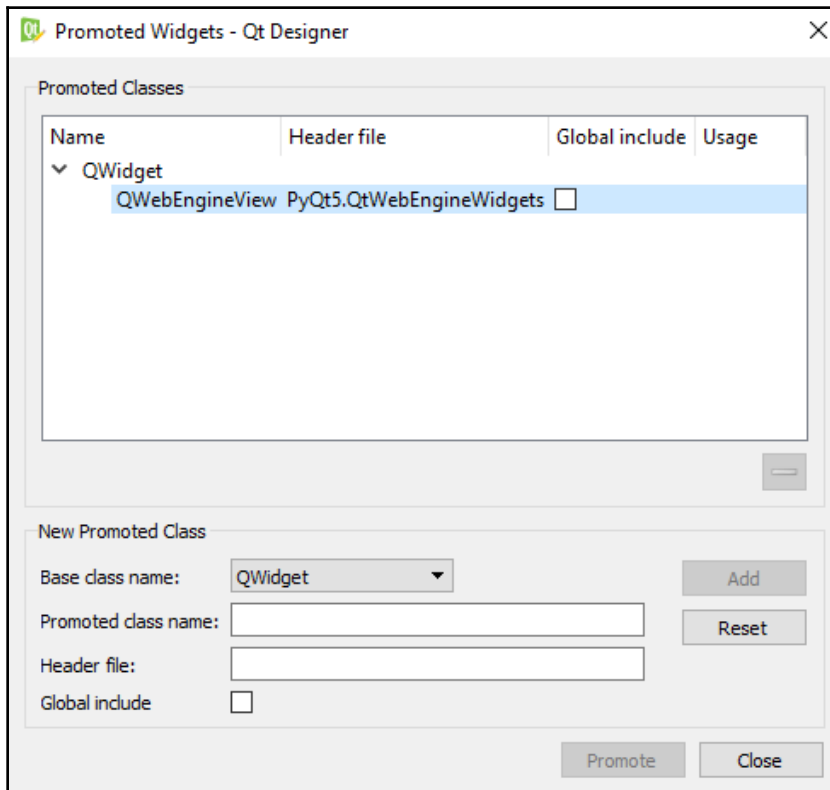 Promoted Widgets - Qt Designer
Promoted Classes
Name Header file Global include Usage
QWidget
QWebEngineView PyQt5.QtWebEngineWidgets
New Promoted Class
Base class name: QWidget Add
Promoted class name: Reset
Header file:
Global include
Promote Close